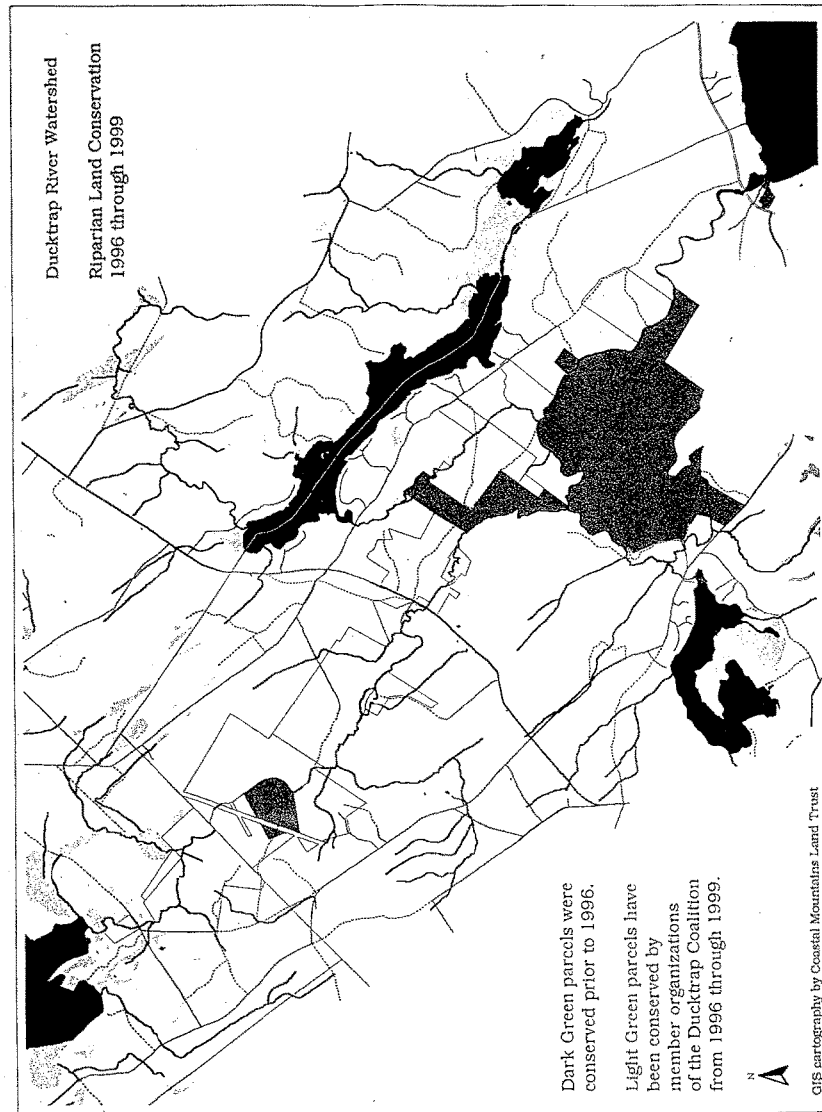 Ducktrap River Watershed
Riparian Land Conservation
1996 through 1999
Dark Green parcels were
conserved prior to 1996.
Light Green parcels have
been conserved by
member organizations
of the Ducktrap Coalition
from 1996 through 1999.
N
GIS cartography by Coastal Mountains Land Trust